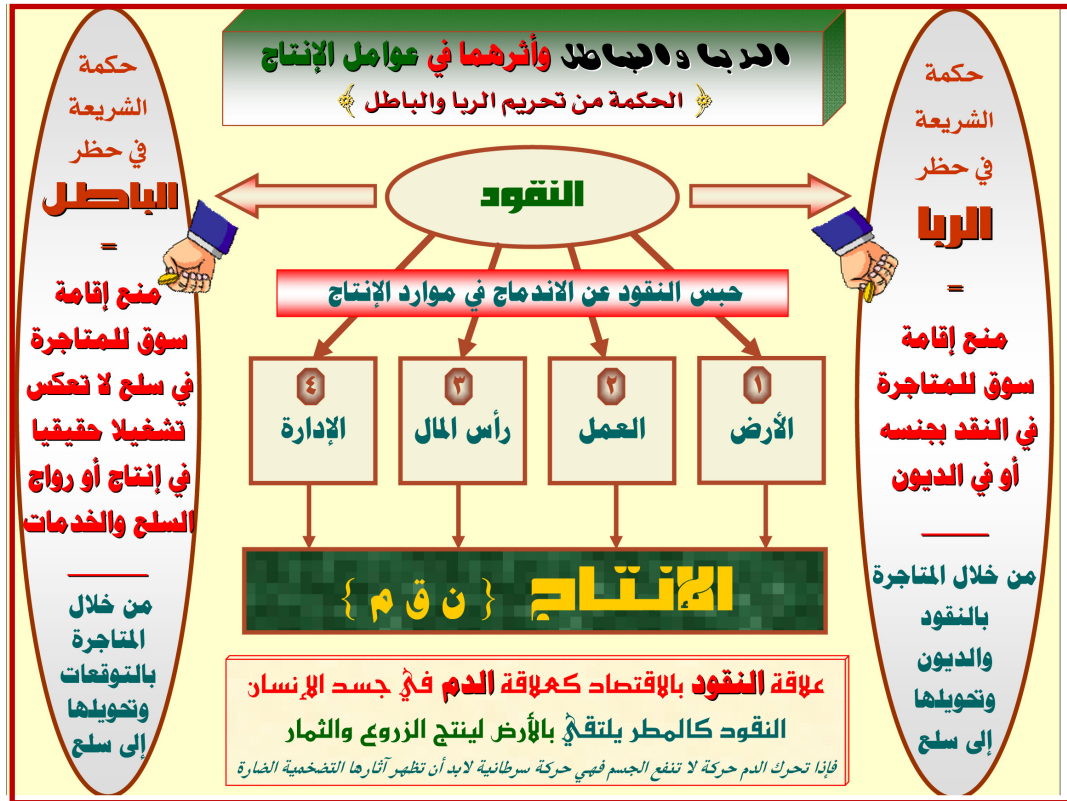 الربا والباطل وأثرهما في عوامل الإنتاج
﴿ الحكمة من تحريم الربا والباطل ﴾
حكمة
الشريعة
في حظر
الربا
=
منع إقامة
سوق للمتاجرة
في النقد بجنسه
أو في الديون
من خلال المتاجرة
بالنقود
والديون
وتحويلها
إلى سلع
النقود
حبس النقود عن الاندماج في موارد الإنتاج
١
الأرض
٢
العمل
٣
رأس المال
٤
الإدارة
الإنتاج { ن ق م }
علاقة النقود بالاقتصاد كعلاقة الدم في جسد الإنسان
النقود كالمطر يلتقي بالأرض لينتج الزروع والثمار
فإذا تحرك الدم حركة لا تنفع الجسم فهي حركة سرطانية لابد أن تظهر آثارها التضخمية الضارة
حكمة
الشريعة
في حظر
الباطل
=
منع إقامة
سوق للمتاجرة
في سلع لا تعكس
تشغيلا حقيقيا
في إنتاج أو رواج
السلع والخدمات
من خلال
المتاجرة
بالتوقعات
وتحويلها
إلى سلع